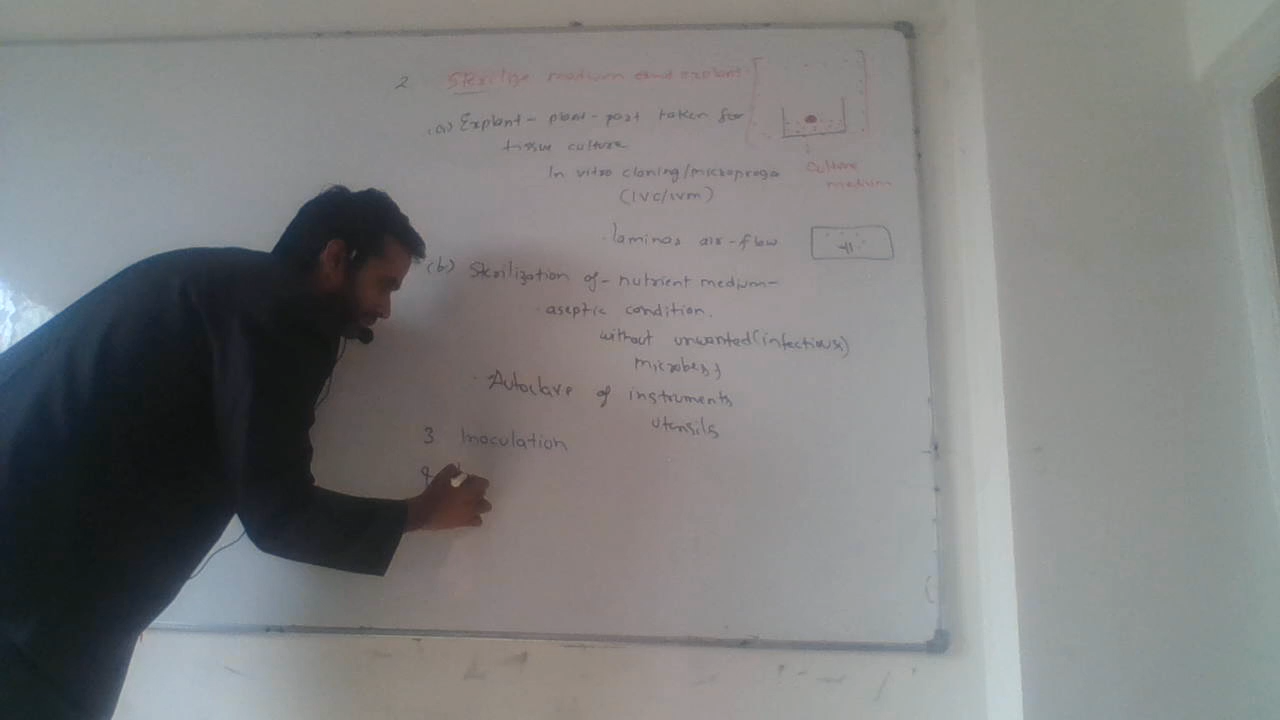 2 Sterilize medium and explant
(a) Explant - plant - part taken for
tissue culture
In vitro cloning/micropropa
(IVC/IVM)
Culture
medium
laminar air-flow
(b) Sterilization of - nutrient medium -
aseptic condition.
without unwanted (infectious)
microbes
Autoclave of instruments
utensils
3 Inoculation
4